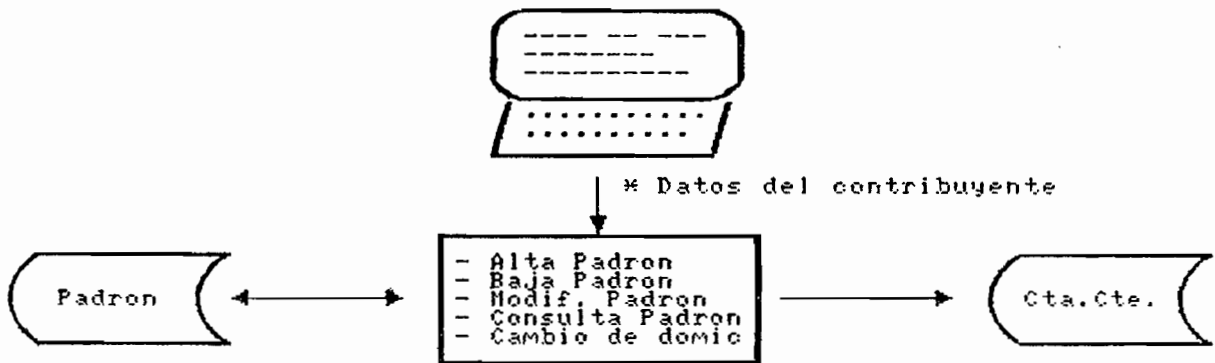 * Datos del contribuyente
- Alta Padron
- Baja Padron
- Modif. Padron
- Consulta Padron
- Cambio de domic
Padron
Cta.Cte.